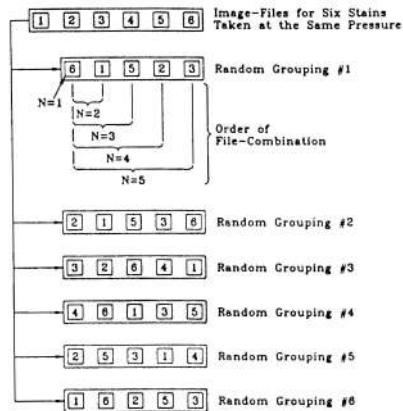 1 2 3 4 5 6 Image-Files for Six Stains
Taken at the Same Pressure
6 1 5 2 3 Random Grouping #1
N=1
N=2
N=3
N=4
N=5
Order of
File-Combination
2 1 5 3 6 Random Grouping #2
3 2 6 4 1 Random Grouping #3
4 6 1 3 5 Random Grouping #4
2 5 3 1 4 Random Grouping #5
1 6 2 5 3 Random Grouping #6